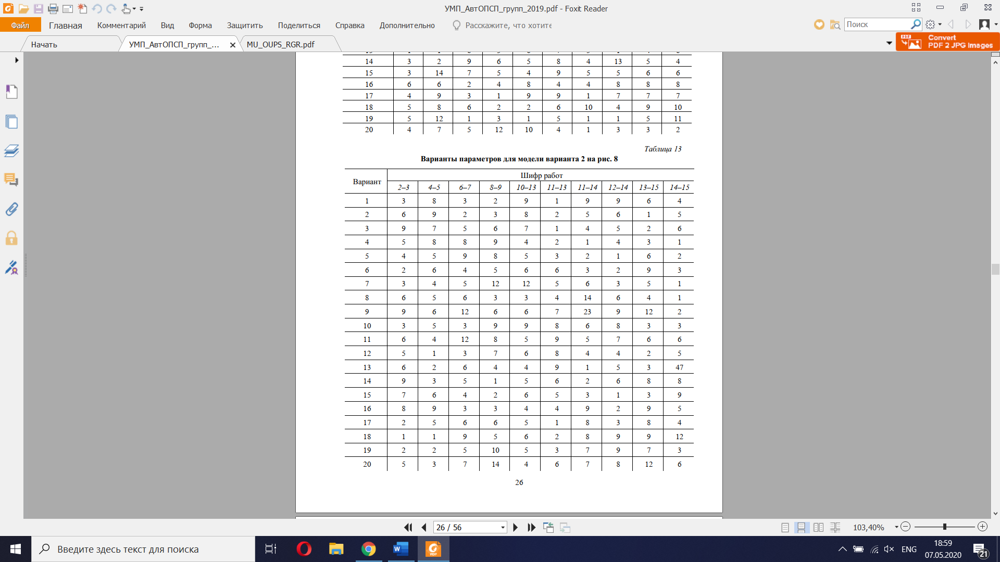 УМП_АвтОПСП_групп_2019.pdf - Foxit Reader
Файл Главная Комментарий Вид Форма Защитить Поделиться Справка Дополнительно Расскажите, что хотите Поиск
Начать УМП_АвтОПСП_групп_... MU_OUPS_RGR.pdf
Convert
PDF 2 JPG Images
14 3 2 9 6 5 8 4 13 5 4
15 3 14 7 5 4 9 5 5 6 6
16 6 6 2 4 8 4 4 8 8 8
17 4 9 3 1 9 9 1 7 7 7
18 5 8 6 2 2 6 10 4 9 10
19 5 12 1 3 1 5 1 1 5 11
20 4 7 5 12 10 4 1 3 3 2
Таблица 13
Варианты параметров для модели варианта 2 на рис. 8
Вариант Шифр работ
2–3 4–5 6–7 8–9 10–13 11–13 11–14 12–14 13–15 14–15
1 3 8 3 2 9 1 9 9 6 4
2 6 9 2 3 8 2 5 6 1 5
3 9 7 5 6 7 1 4 5 2 6
4 5 8 8 9 4 2 1 4 3 1
5 4 5 9 8 5 3 2 1 6 2
6 2 6 4 5 6 6 3 2 9 3
7 3 4 5 12 12 5 6 3 5 1
8 6 5 6 3 3 4 14 6 4 1
9 9 6 12 6 6 7 23 9 12 2
10 3 5 3 9 9 8 6 8 3 3
11 6 4 12 8 5 9 5 7 6 6
12 5 1 3 7 6 8 4 4 2 5
13 6 2 6 4 4 9 1 5 3 47
14 9 3 5 1 5 6 2 6 8 8
15 7 6 4 2 6 5 3 1 3 9
16 8 9 3 3 4 4 9 2 9 5
17 2 5 6 6 5 1 8 3 8 4
18 1 1 9 5 6 2 8 9 9 12
19 2 2 5 10 5 3 7 9 7 3
20 5 3 7 14 4 6 7 8 12 6
26
26 / 56
103,40%
Введите здесь текст для поиска
ENG
18:59
07.05.2020
21